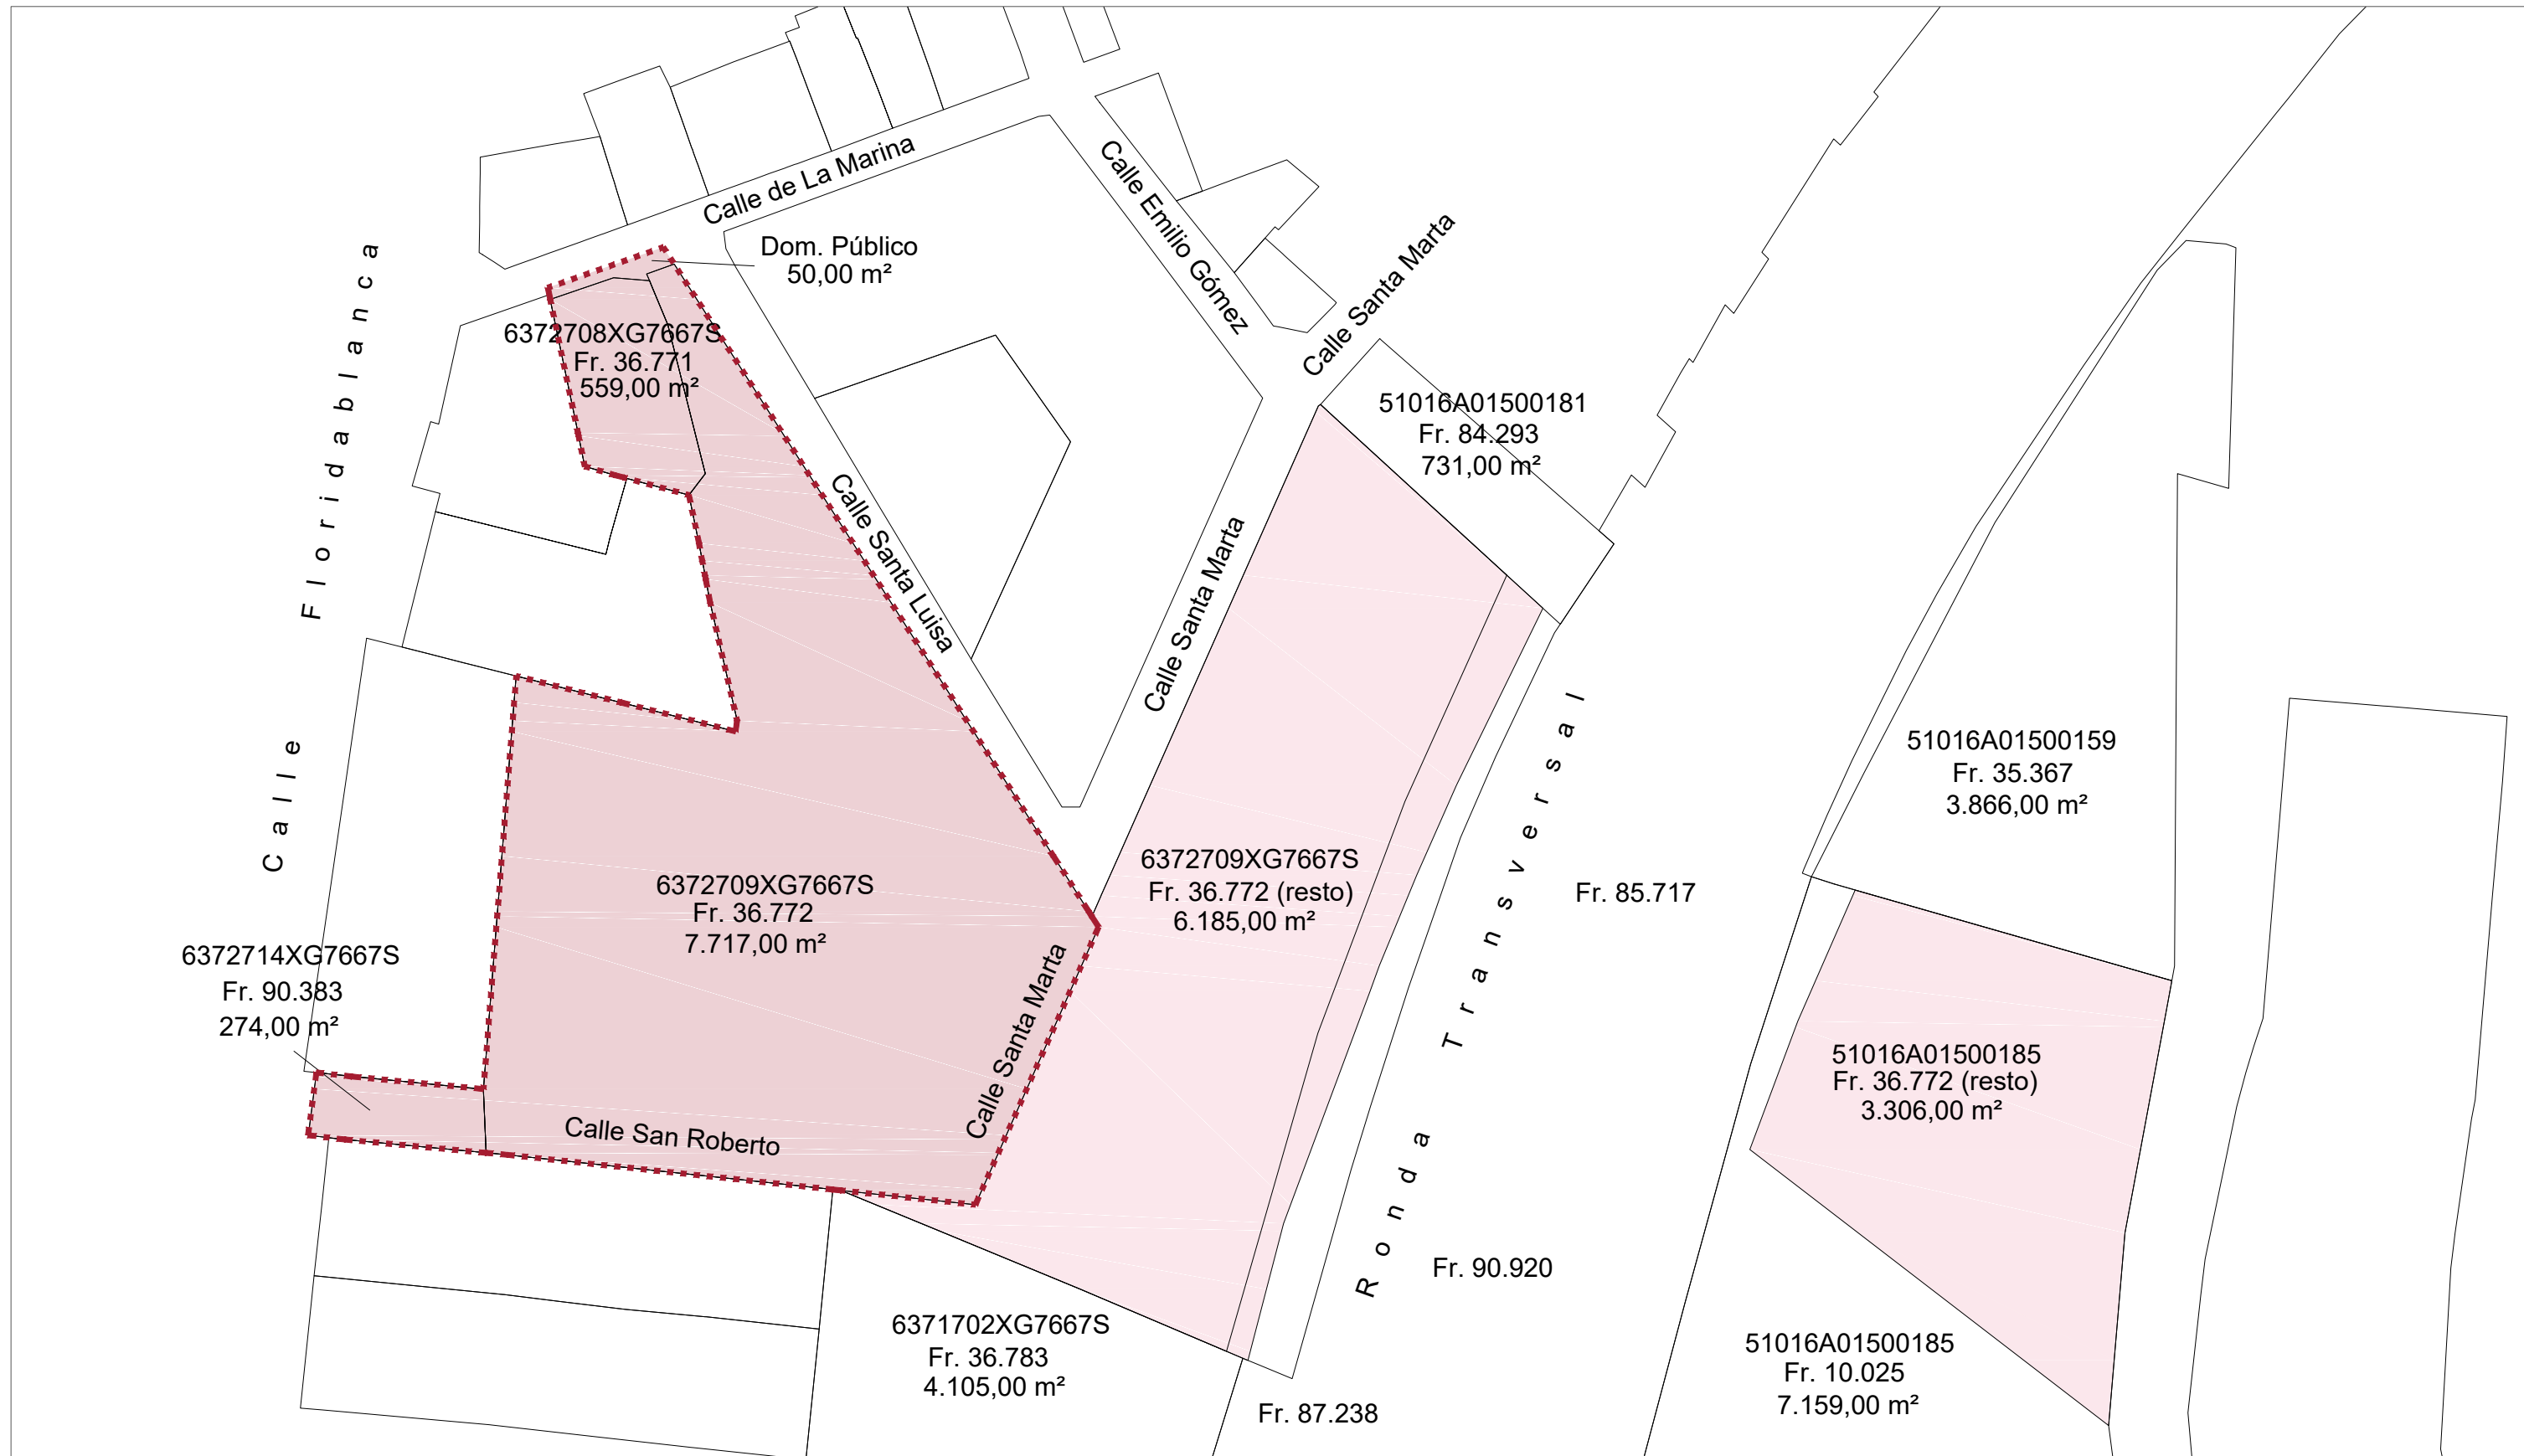 Calle de La Marina
Calle Emilio Gómez
Calle Santa Marta
Dom. Público
50,00 m²
Calle Floridablanca
6372708XG7667S
Fr. 36.771
559,00 m²
51016A01500181
Fr. 84.293
731,00 m²
Calle Santa Luisa
Calle Santa Marta
Ronda Transversal
51016A01500159
Fr. 35.367
3.866,00 m²
6372709XG7667S
Fr. 36.772
7.717,00 m²
6372709XG7667S
Fr. 36.772 (resto)
6.185,00 m²
Fr. 85.717
6372714XG7667S
Fr. 90.383
274,00 m²
Calle Santa Marta
51016A01500185
Fr. 36.772 (resto)
3.306,00 m²
Calle San Roberto
Fr. 90.920
6371702XG7667S
Fr. 36.783
4.105,00 m²
51016A01500185
Fr. 10.025
7.159,00 m²
Fr. 87.238